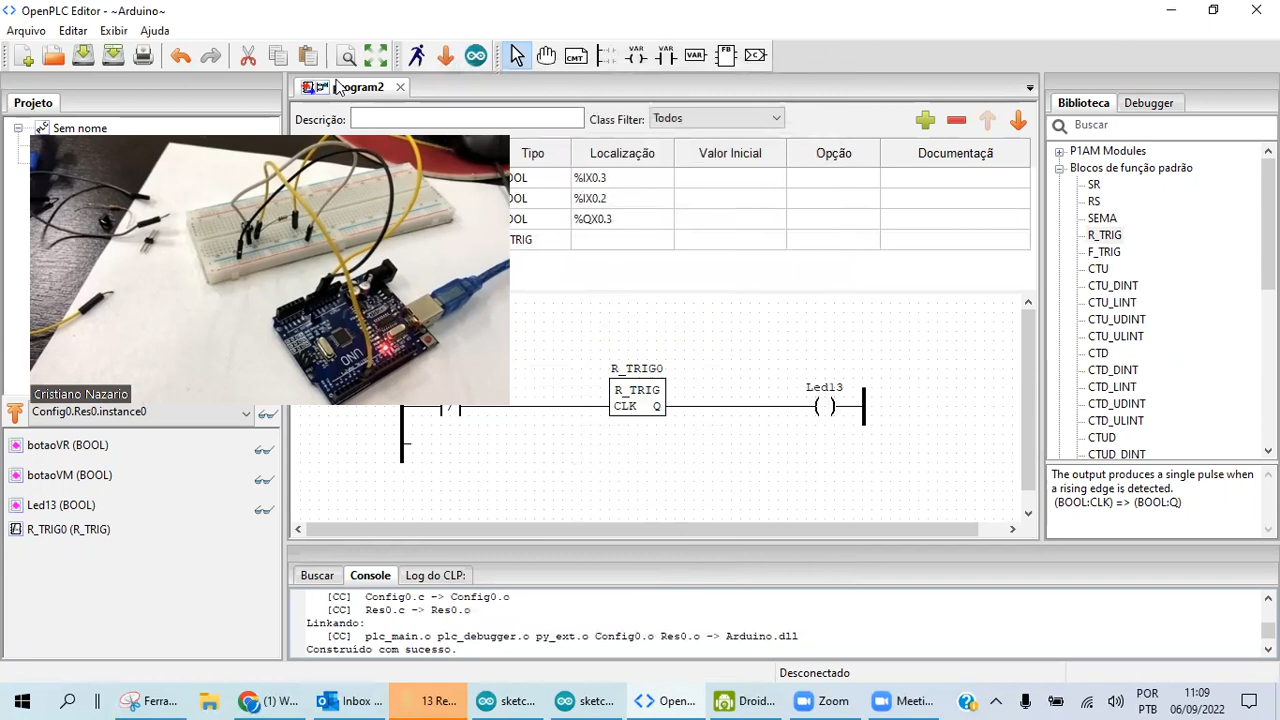 OpenPLC Editor - ~Arduino~
Arquivo Editar Exibir Ajuda
CMT VAR VAR VAR FB
Projeto
Sem nome
ogram2
Descrição:
Class Filter: Todos
Tipo Localização Valor Inicial Opção Documentaçã
OOL %IX0.3
OOL %IX0.2
OOL %QX0.3
TRIG
UNO
Cristiano Nazario
R_TRIG0
R_TRIG
CLK Q
Led13
Config0.Res0.instance0
botaoVR (BOOL)
botaoVM (BOOL)
Led13 (BOOL)
R_TRIG0 (R_TRIG)
Biblioteca Debugger
Buscar
P1AM Modules
Blocos de função padrão
SR
RS
SEMA
R_TRIG
F_TRIG
CTU
CTU_DINT
CTU_LINT
CTU_UDINT
CTU_ULINT
CTD
CTD_DINT
CTD_LINT
CTD_UDINT
CTD_ULINT
CTUD
CTUD_DINT
The output produces a single pulse when
a rising edge is detected.
(BOOL:CLK) => (BOOL:Q)
Buscar Console Log do CLP:
[CC] Config0.c -> Config0.o
[CC] Res0.c -> Res0.o
Linkando:
[CC] plc_main.o plc_debugger.o py_ext.o Config0.o Res0.o -> Arduino.dll
Construído com sucesso.
Desconectado
Ferra... (1) W... Inbox ... 13 Re... sketc... sketc... Open... Droid... Zoom Meeti...
POR
PTB
11:09
06/09/2022